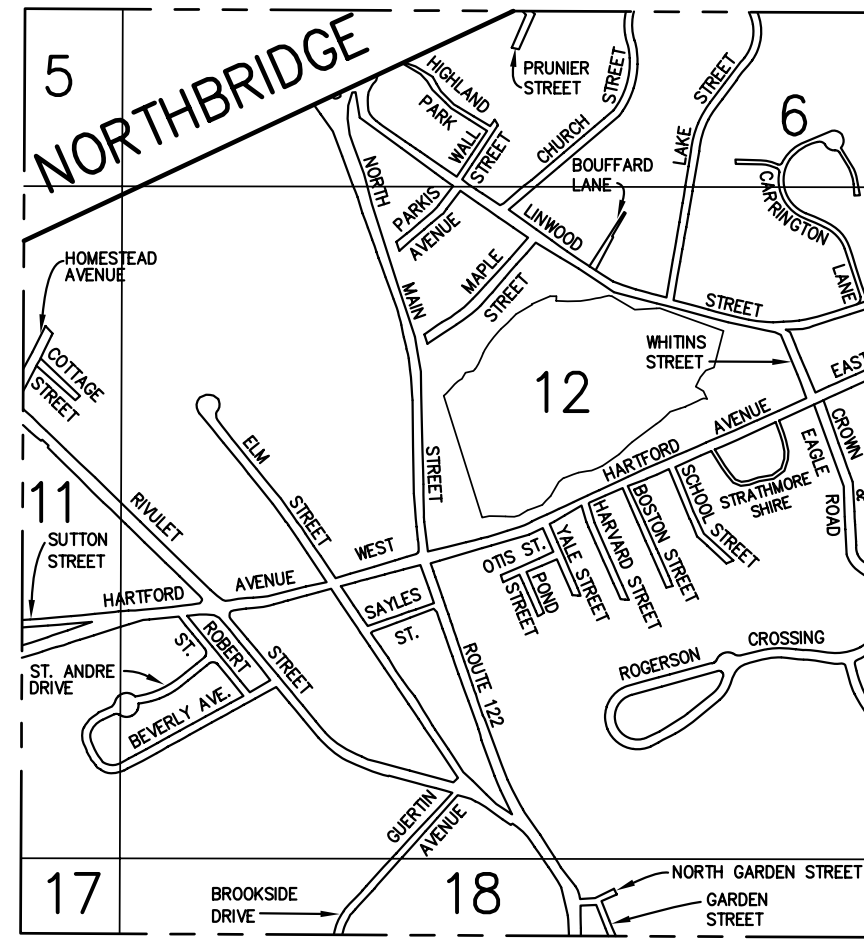 5
NORTHBRIDGE
PRUNIER
STREET
HIGHLAND
PARK
WALL
STREET
CHURCH
STREET
LAKE
STREET
6
BOUFFARD
LANE
CARRINGTON
LANE
NORTH
MAIN
STREET
PARKIS
AVENUE
LINWOOD
STREET
MAPLE
STREET
HOMESTEAD
AVENUE
COTTAGE
STREET
WHITINS
STREET
12
EAST
HARTFORD
AVENUE
CROWN &
EAGLE
ROAD
STRATHMORE
SHIRE
SCHOOL STREET
BOSTON STREET
HARVARD STREET
YALE STREET
OTIS ST.
POND
STREET
ELM
STREET
11
RIVULET
STREET
SUTTON
STREET
WEST
AVENUE
HARTFORD
SAYLES
ST.
ROBERT
ST.
ROUTE 122
ROGERSON
CROSSING
ST. ANDRE
DRIVE
BEVERLY AVE.
GUERTIN
AVENUE
17
BROOKSIDE
DRIVE
18
NORTH GARDEN STREET
GARDEN
STREET